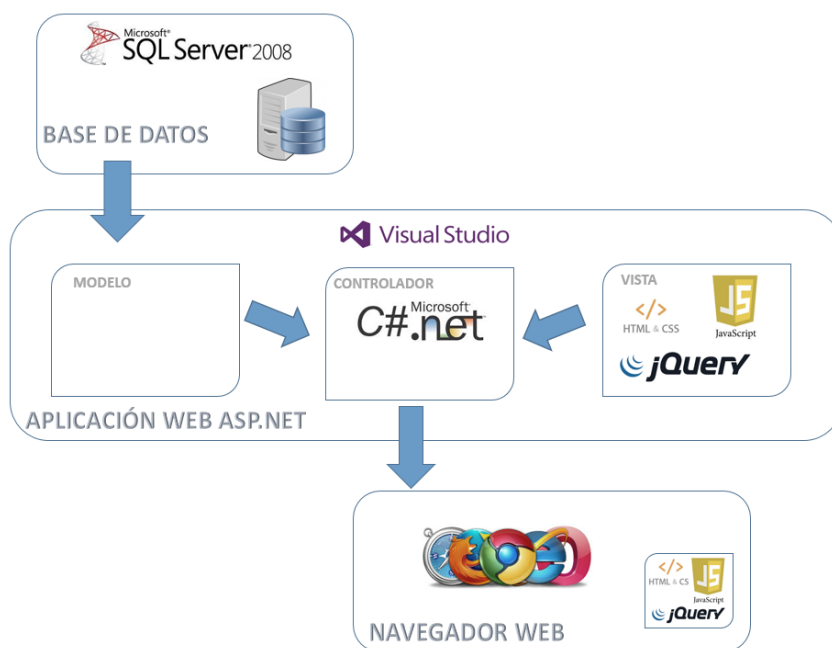 Microsoft®
SQL Server®2008
BASE DE DATOS
Visual Studio
MODELO
CONTROLADOR
Microsoft
C#.net
VISTA
</>
HTML & CSS
JS
JavaScript
jQuery
APLICACIÓN WEB ASP.NET
</>
HTML & CS
JS
JavaScript
jQuery
NAVEGADOR WEB